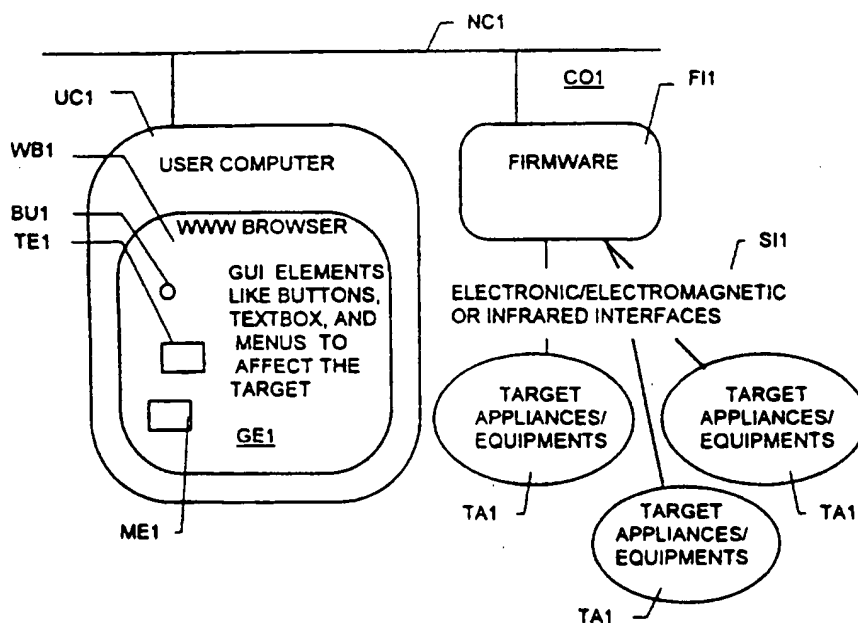 NC1
UC1
CO1
FI1
WB1
USER COMPUTER
FIRMWARE
BU1
TE1
WWW BROWSER
GUI ELEMENTS
LIKE BUTTONS,
TEXTBOX, AND
MENUS TO
AFFECT THE
TARGET
GE1
ME1
SI1
ELECTRONIC/ELECTROMAGNETIC
OR INFRARED INTERFACES
TARGET
APPLIANCES/
EQUIPMENTS
TA1
TARGET
APPLIANCES/
EQUIPMENTS
TA1
TARGET
APPLIANCES/
EQUIPMENTS
TA1